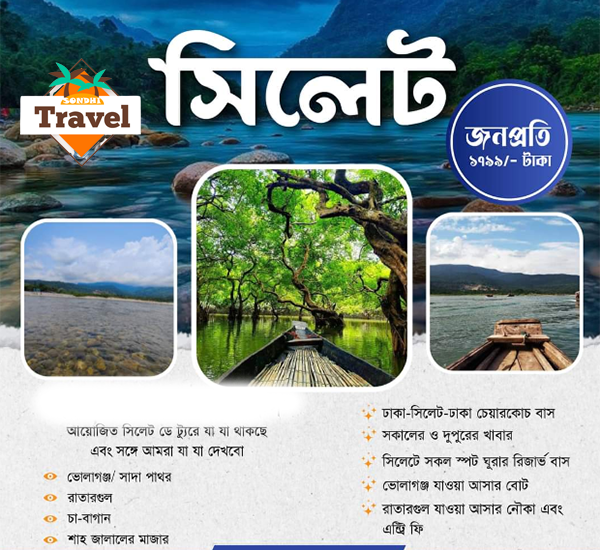 সিলেট
SONDHI
Travel
জনপ্রতি
১৭৯৯/- টাকা
আয়োজিত সিলেট ডে ট্যুরে যা যা থাকছে
এবং সঙ্গে আমরা যা যা দেখবো
ভোলাগঞ্জ/ সাদা পাথর
রাতারগুল
চা-বাগান
শাহ জালালের মাজার
ঢাকা-সিলেট-ঢাকা চেয়ারকোচ বাস
সকালের ও দুপুরের খাবার
সিলেটে সকল স্পট ঘুরার রিজার্ভ বাস
ভোলাগঞ্জ যাওয়া আসার বোট
রাতারগুল যাওয়া আসার নৌকা এবং
এন্ট্রি ফি